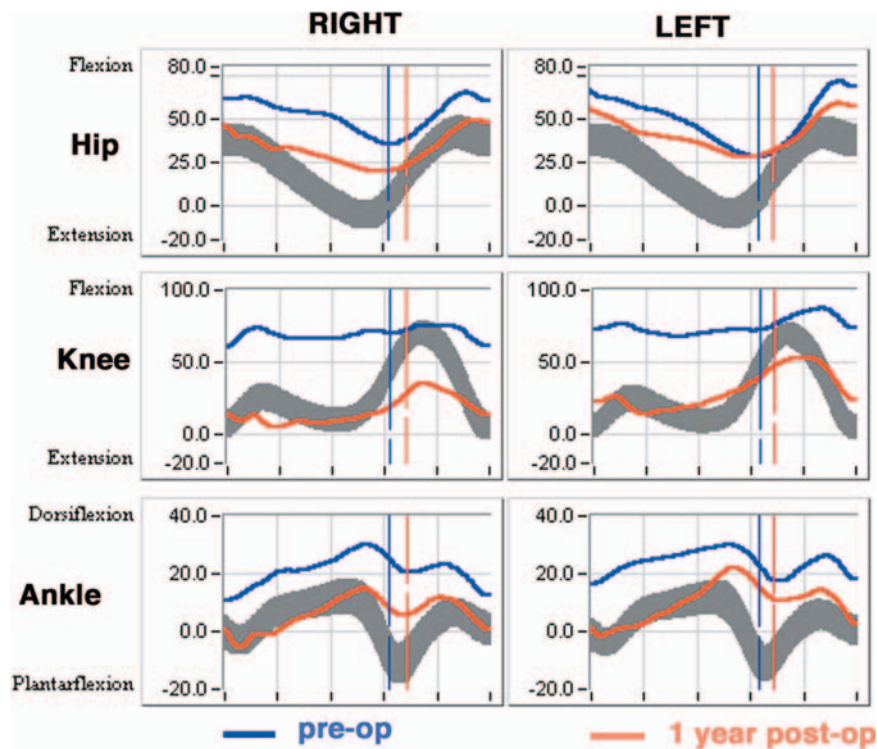 RIGHT LEFT
Flexion 80.0 80.0
50.0 50.0
Hip
25.0 25.0
0.0 0.0
Extension -20.0 -20.0
Flexion 100.0 100.0
Knee 50.0 50.0
0.0 0.0
Extension -20.0 -20.0
Dorsiflexion 40.0 40.0
20.0 20.0
Ankle
0.0 0.0
Plantarflexion -20.0 -20.0
pre-op 1 year post-op